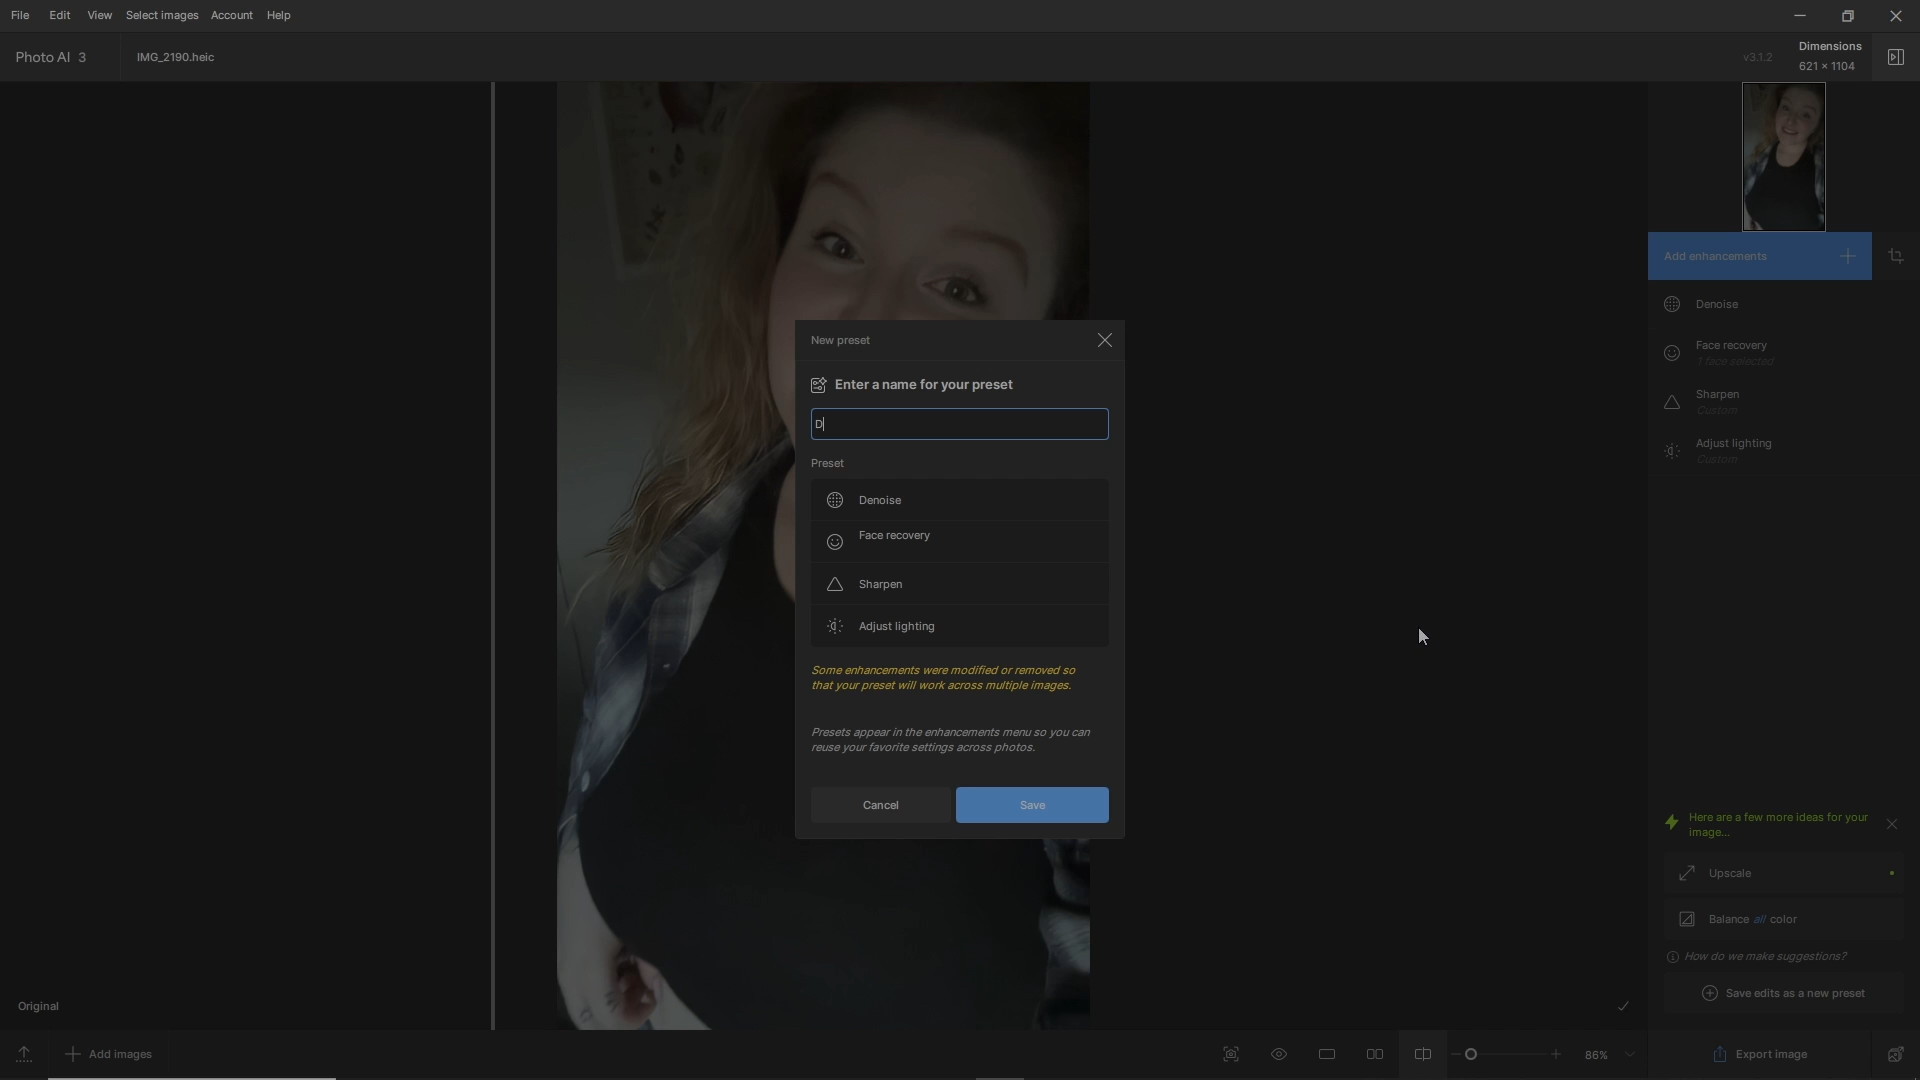 File Edit View Select images Account Help
Photo AI 3 IMG_2190.heic v3.1.2
Dimensions
621 × 1104
Add enhancements
Denoise
Face recovery
1 face selected
Sharpen
Custom
Adjust lighting
Custom
New preset
Enter a name for your preset
D
Preset
Denoise
Face recovery
Sharpen
Adjust lighting
Some enhancements were modified or removed so
that your preset will work across multiple images.
Presets appear in the enhancements menu so you can
reuse your favorite settings across photos.
Cancel Save
Here are a few more ideas for your
image...
Upscale
Balance all color
How do we make suggestions?
Save edits as a new preset
Original
Add images 86% Export image